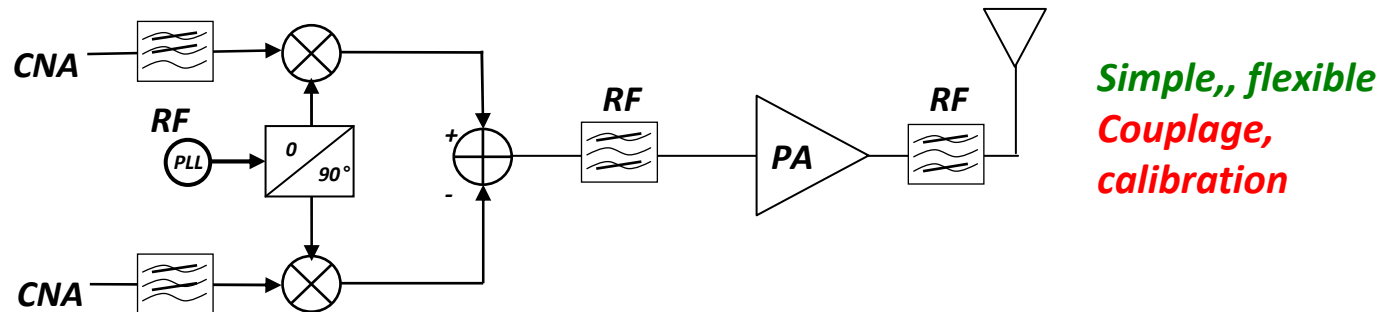 CNA
RF
PLL
0
90°
CNA
+
-
RF
PA
RF
Simple,, flexible
Couplage,
calibration